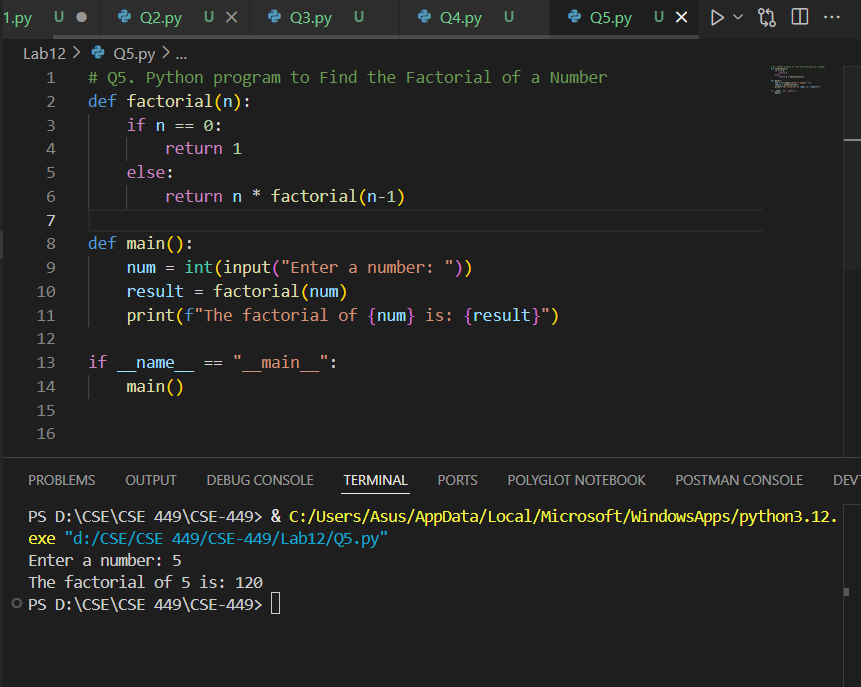 1.py U Q2.py U Q3.py U Q4.py U Q5.py U
Lab12 > Q5.py > ...
1 # Q5. Python program to Find the Factorial of a Number
2 def factorial(n):
3     if n == 0:
4         return 1
5     else:
6         return n * factorial(n-1)
7
8 def main():
9     num = int(input("Enter a number: "))
10     result = factorial(num)
11     print(f"The factorial of {num} is: {result}")
12
13 if __name__ == "__main__":
14     main()
15
16
PROBLEMS OUTPUT DEBUG CONSOLE TERMINAL PORTS POLYGLOT NOTEBOOK POSTMAN CONSOLE DEV
PS D:\CSE\CSE 449\CSE-449> & C:/Users/Asus/AppData/Local/Microsoft/WindowsApps/python3.12.
exe "d:/CSE/CSE 449/CSE-449/Lab12/Q5.py"
Enter a number: 5
The factorial of 5 is: 120
PS D:\CSE\CSE 449\CSE-449>